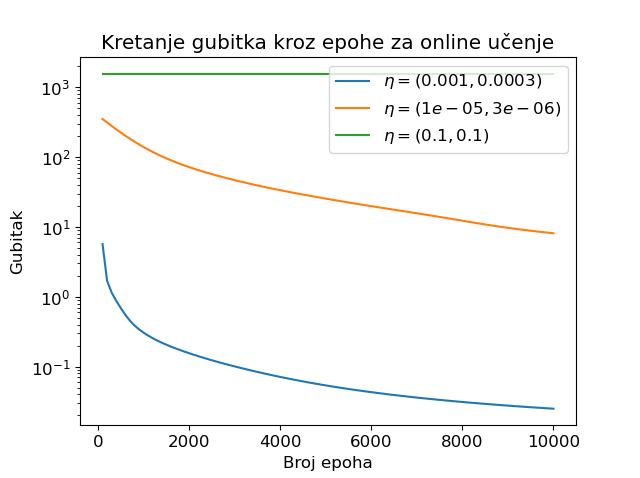 Kretanje gubitka kroz epohe za online učenje
η = (0.001, 0.0003)
η = (1e − 05, 3e − 06)
η = (0.1, 0.1)
Gubitak
10³
10²
10¹
10⁰
10⁻¹
0 2000 4000 6000 8000 10000
Broj epoha